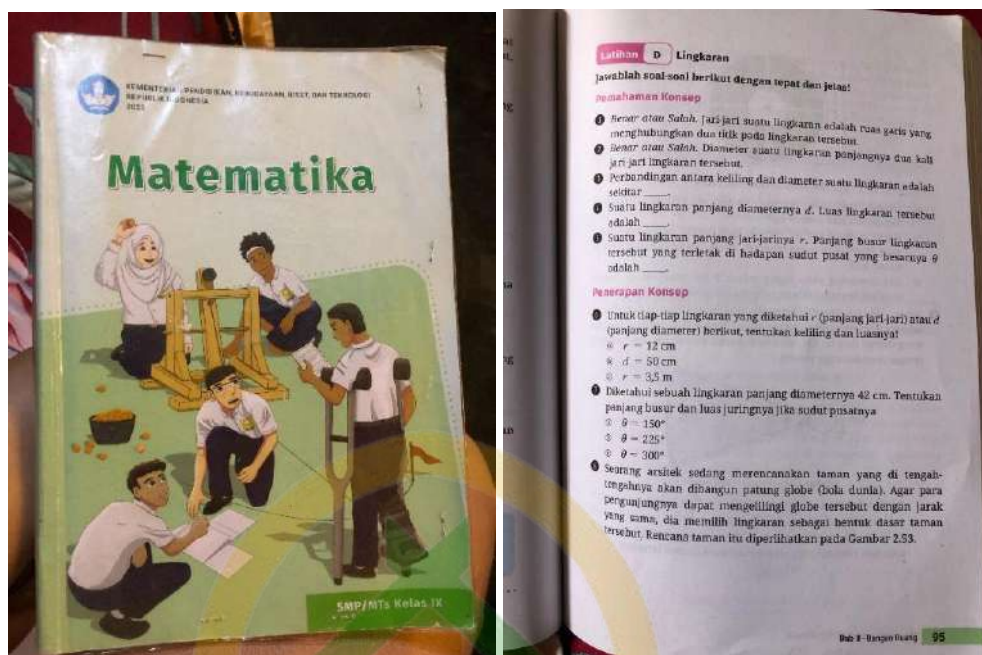 KEMENTERIAN PENDIDIKAN, KEBUDAYAAN, RISET, DAN TEKNOLOGI
REPUBLIK INDONESIA
Matematika
SMP/MTs Kelas IX
Latihan D Lingkaran
Jawablah soal-soal berikut dengan tepat dan jelas!
Pemahaman Konsep
1 Benar atau Salah. Jari-jari suatu lingkaran adalah ruas garis yang
menghubungkan dua titik pada lingkaran tersebut.
2 Benar atau Salah. Diameter suatu lingkaran panjangnya dua kali
jari-jari lingkaran tersebut.
3 Perbandingan antara keliling dan diameter suatu lingkaran adalah
sekitar _____.
4 Suatu lingkaran panjang diameternya d. Luas lingkaran tersebut
adalah _____.
5 Suatu lingkaran panjang jari-jarinya r. Panjang busur lingkaran
tersebut yang terletak di hadapan sudut pusat yang besarnya θ
adalah _____.
Penerapan Konsep
6 Untuk tiap-tiap lingkaran yang diketahui r (panjang jari-jari) atau d
(panjang diameter) berikut, tentukan keliling dan luasnya!
r = 12 cm
d = 50 cm
r = 3,5 m
7 Diketahui sebuah lingkaran panjang diameternya 42 cm. Tentukan
panjang busur dan luas juringnya jika sudut pusatnya
θ = 150°
θ = 225°
θ = 300°
8 Seorang arsitek sedang merencanakan taman yang di tengah-
tengahnya akan dibangun patung globe (bola dunia). Agar para
pengunjungnya dapat mengelilingi globe tersebut dengan jarak
yang sama, dia memilih lingkaran sebagai bentuk dasar taman
tersebut. Rencana taman itu diperlihatkan pada Gambar 2.53.
Bangun Ruang 95